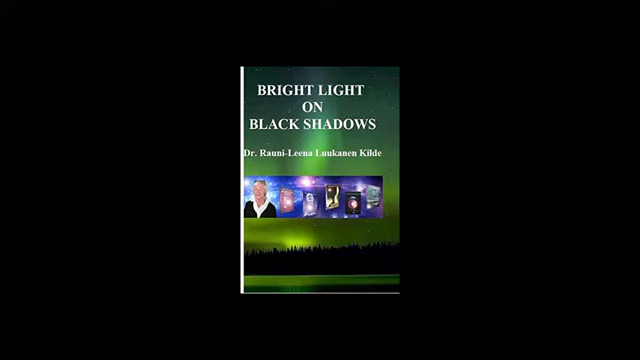 BRIGHT LIGHT
ON
BLACK SHADOWS
Dr. Rauni-Leena Luukanen Kilde